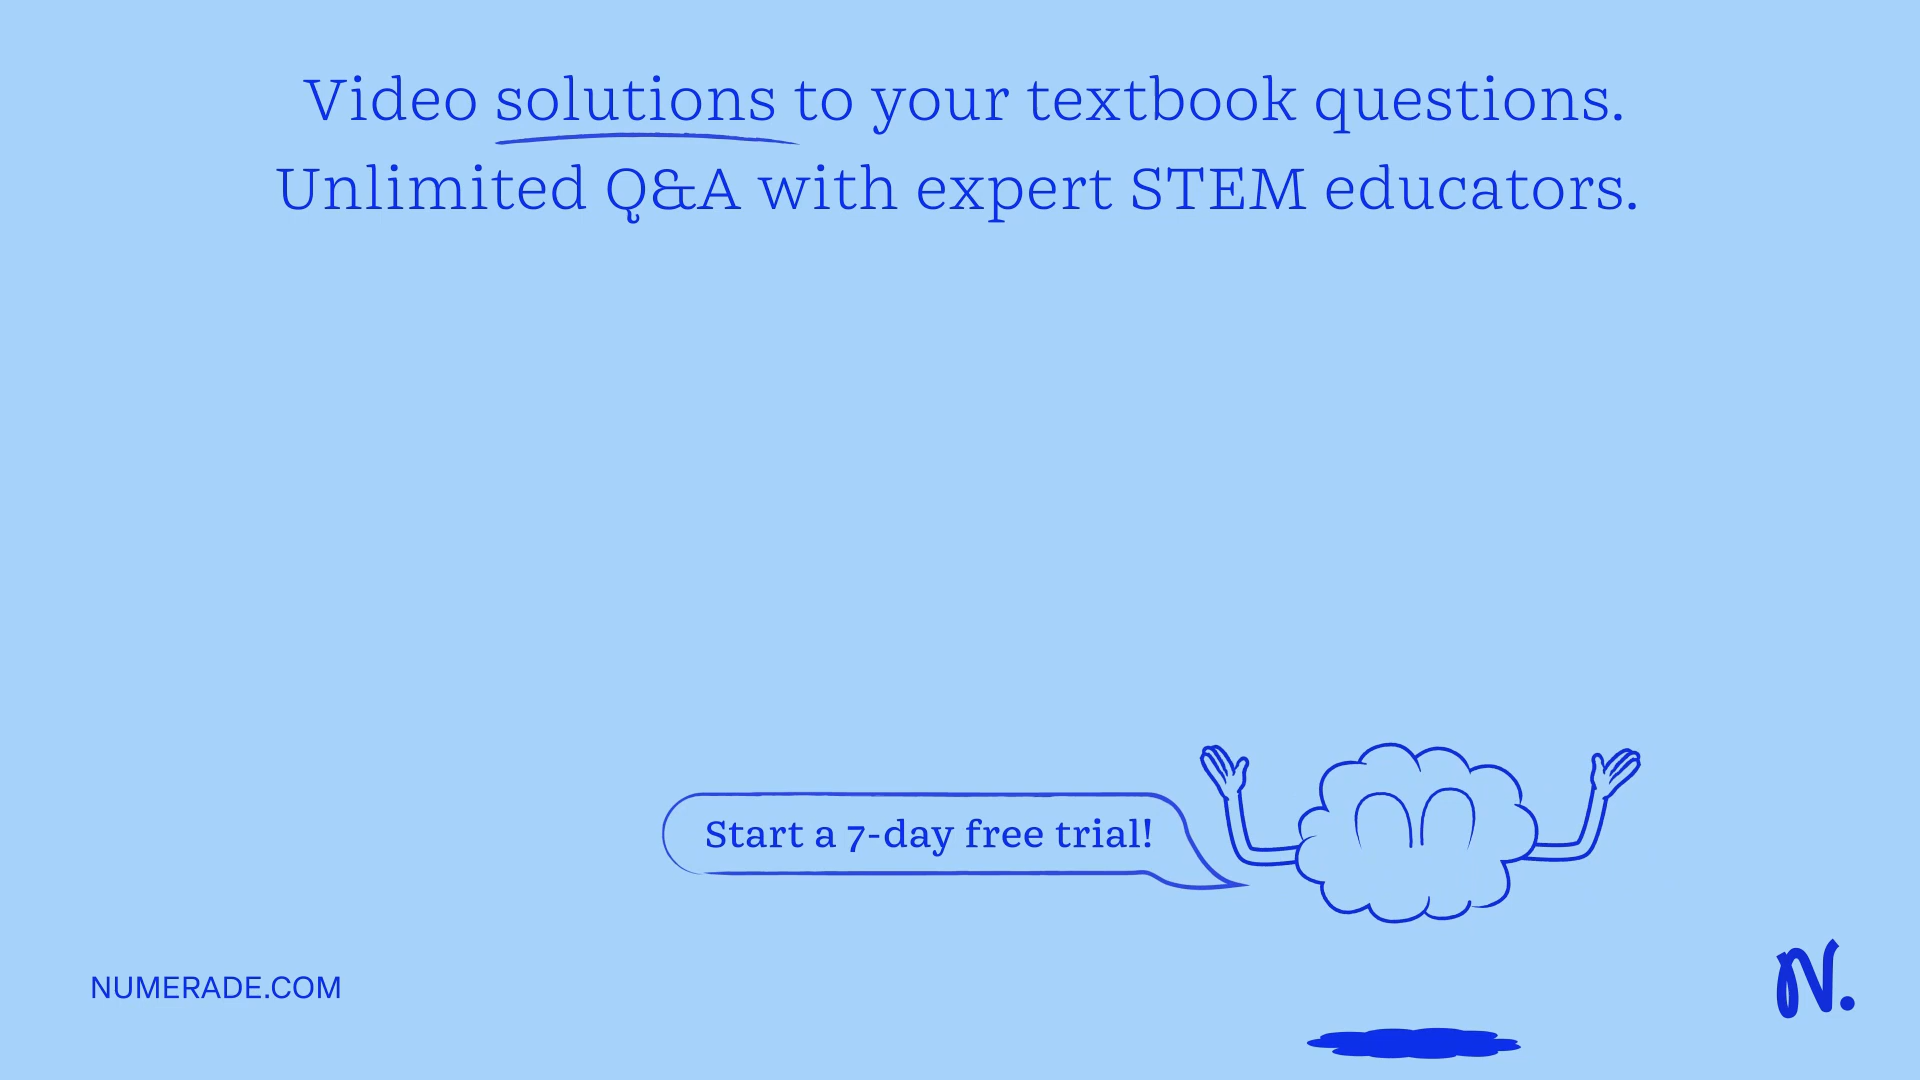 Video solutions to your textbook questions.
Unlimited Q&A with expert STEM educators.
Start a 7-day free trial!
NUMERADE.COM
N.